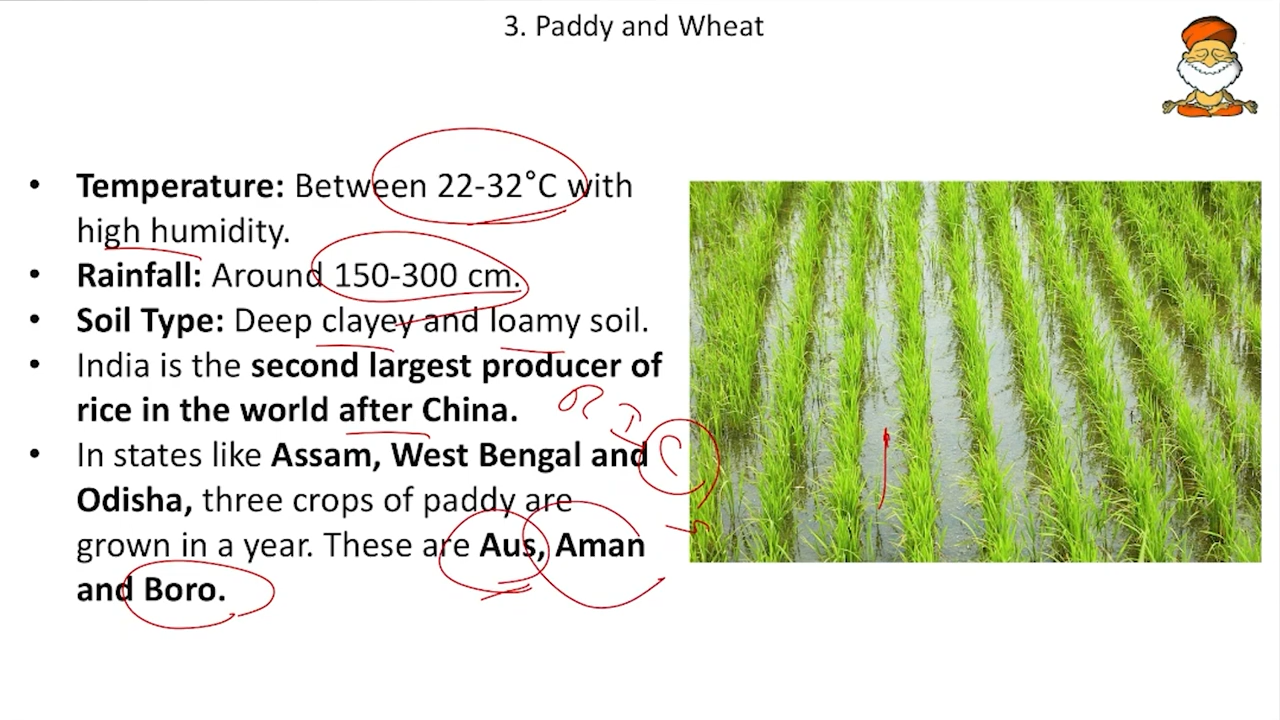 3. Paddy and Wheat
• Temperature: Between 22-32°C with
high humidity.
• Rainfall: Around 150-300 cm.
• Soil Type: Deep clayey and loamy soil.
• India is the second largest producer of
rice in the world after China.
• In states like Assam, West Bengal and
Odisha, three crops of paddy are
grown in a year. These are Aus, Aman
and Boro.